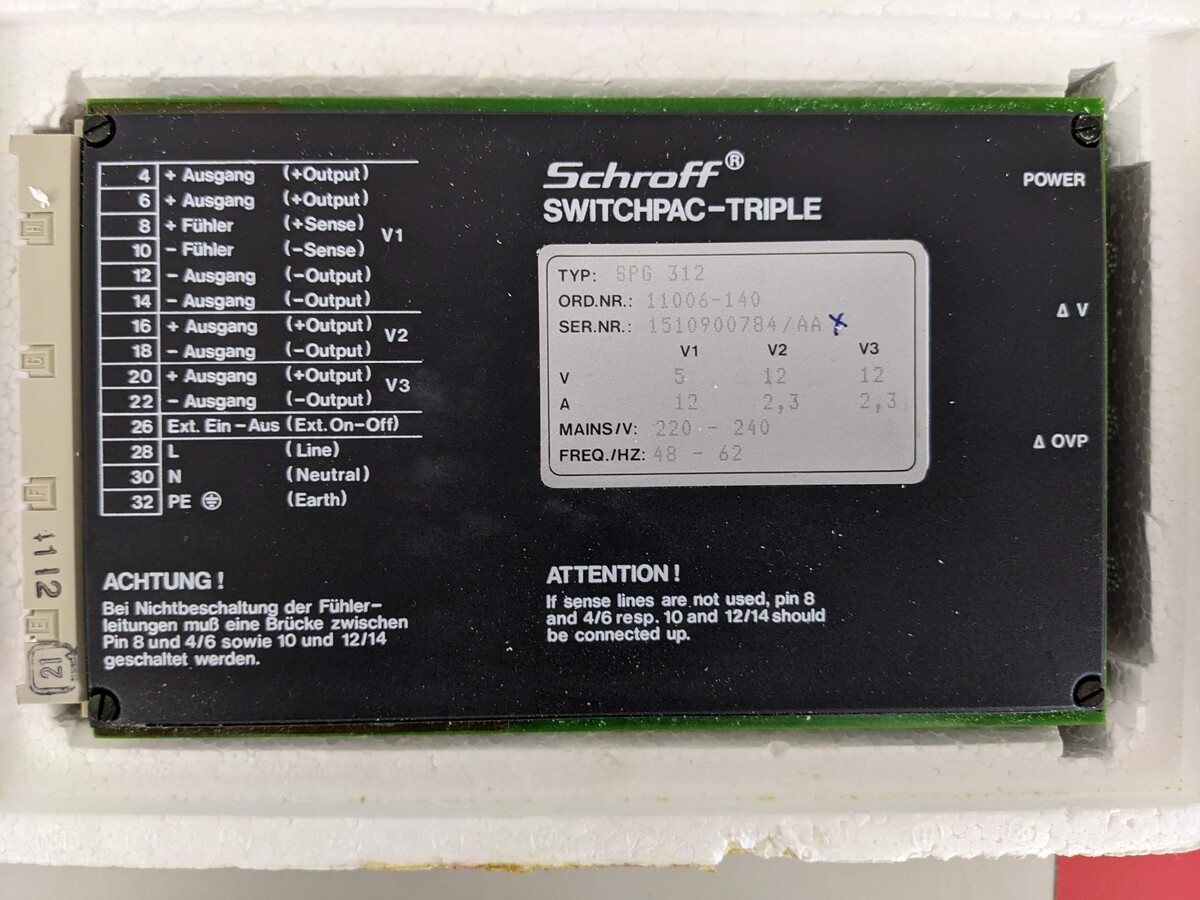 4 + Ausgang (+Output)
6 + Ausgang (+Output)
8 + Fühler (+Sense)
V1
10 - Fühler (-Sense)
12 - Ausgang (-Output)
14 - Ausgang (-Output)
16 + Ausgang (+Output)
V2
18 - Ausgang (-Output)
20 + Ausgang (+Output)
V3
22 - Ausgang (-Output)
26 Ext. Ein-Aus (Ext. On-Off)
28 L (Line)
30 N (Neutral)
32 PE (Earth)
ACHTUNG!
Bei Nichtbeschaltung der Fühler-
leitungen muß eine Brücke zwischen
Pin 8 und 4/6 sowie 10 und 12/14
geschaltet werden.
Schroff®
SWITCHPAC-TRIPLE
TYP: SPG 312
ORD.NR.: 11006-140
SER.NR.: 1510900784/AA X
V1 V2 V3
V 5 12 12
A 12 2,3 2,3
MAINS/V: 220 - 240
FREQ./HZ: 48 - 62
ATTENTION!
If sense lines are not used, pin 8
and 4/6 resp. 10 and 12/14 should
be connected up.
POWER
Δ V
Δ OVP
H
G
F
E
21